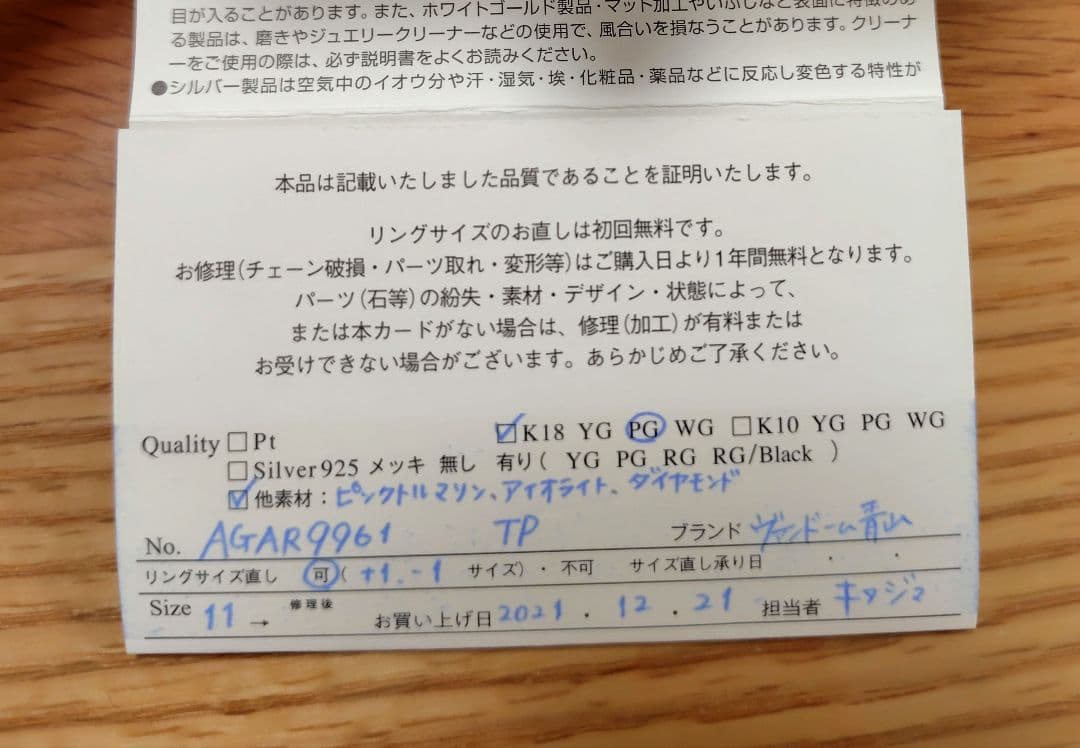 目が入ることがあります。また、ホワイトゴールド製品・マット加工やいぶしなど表面に特徴のあ
る製品は、磨きやジュエリークリーナーなどの使用で、風合いを損なうことがあります。クリーナ
ーをご使用の際は、必ず説明書をよくお読みください。
●シルバー製品は空気中のイオウ分や汗・湿気・埃・化粧品・薬品などに反応し変色する特性が
本品は記載いたしました品質であることを証明いたします。
リングサイズのお直しは初回無料です。
お修理(チェーン破損・パーツ取れ・変形等)はご購入日より1年間無料となります。
パーツ(石等)の紛失・素材・デザイン・状態によって、
または本カードがない場合は、修理(加工)が有料または
お受けできない場合がございます。あらかじめご了承ください。
Quality □Pt ☑K18 YG PG WG □K10 YG PG WG
□Silver925 メッキ 無し 有り( YG PG RG RG/Black )
☑他素材：ピンクトルマリン、アイオライト、ダイヤモンド
No. AGAR9961 TP ブランド ヴァンドーム青山
リングサイズ直し 可( +1.-1 サイズ)・不可 サイズ直し承り日 ・ ・
Size 11 → 修理後 お買い上げ日 2021 . 12 . 21 担当者 キタジマ